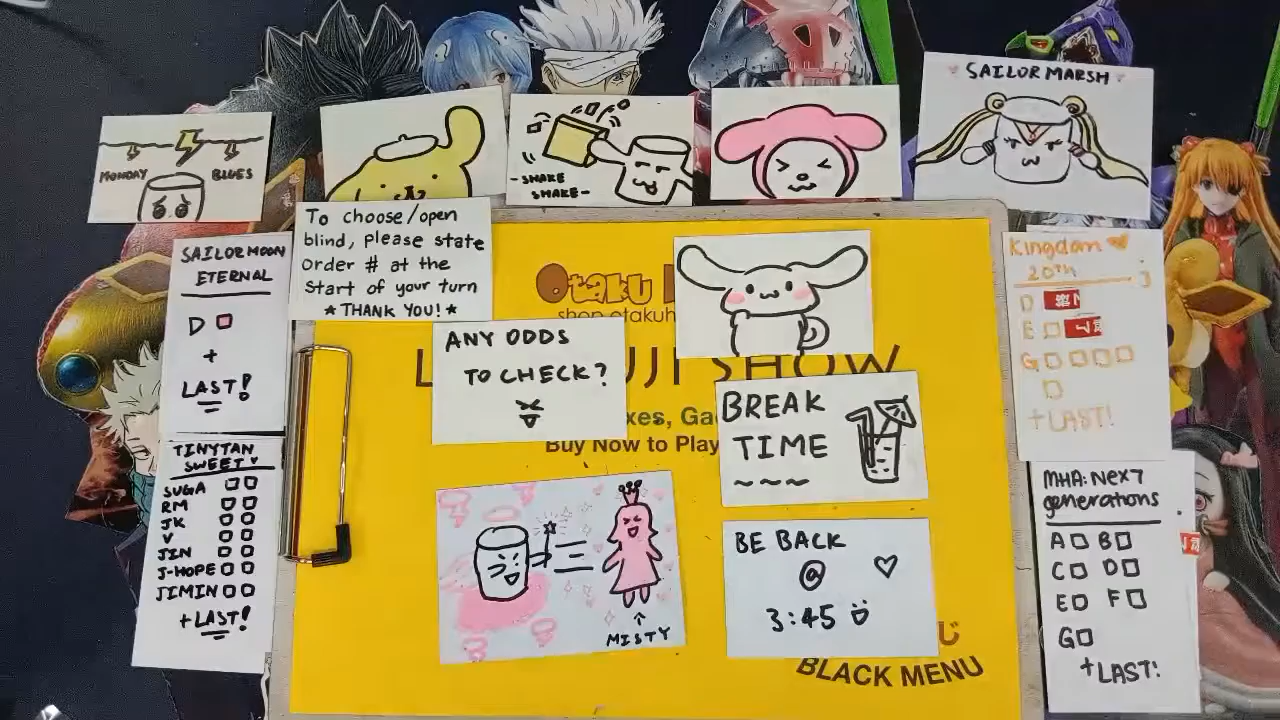 MONDAY BLUES
- SHAKE
SHAKE -
SAILOR MARSH
SAILOR MOON
ETERNAL
D □
+
LAST!
TINYTAN
SWEET ♥
SUGA □ □
RM □ □
JK □ □
V □ □
JIN □ □
J-HOPE □ □
JIMIN □ □
+LAST!
To choose/open
blind, please state
order # at the
start of your turn
★ THANK YOU! ★
Otaku
ANY ODDS
TO CHECK?
UJI SHOW
Buy Now to Play
BREAK
TIME
~ ~ ~ ~
MISTY
BE BACK
@
3:45
BLACK MENU
Kingdom
20th
D
E □
G □ □ □ □
□
+LAST!
MHA: Next
generations
A □ B □
C □ D □
E □ F □
G □
+LAST!